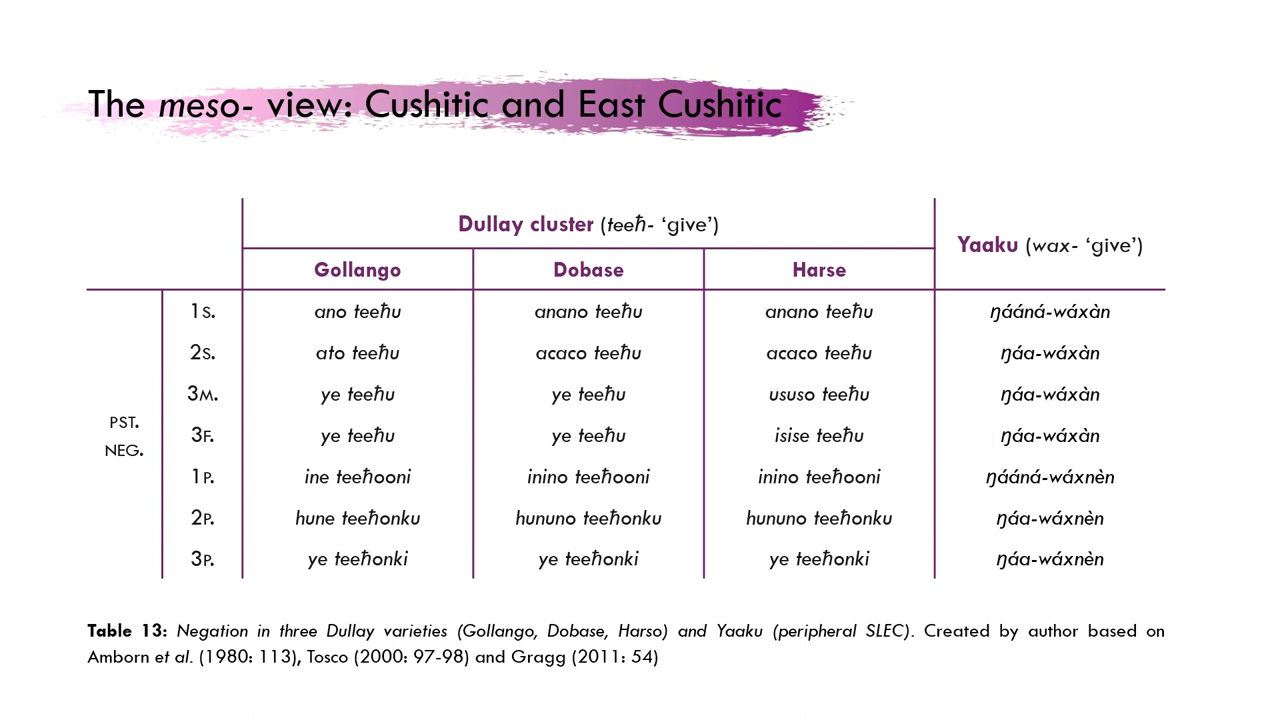 The meso- view: Cushitic and East Cushitic
Dullay cluster (teeħ- ‘give’) Yaaku (wax- ‘give’)
Gollango Dobase Harse
1S. ano teeħu anano teeħu anano teeħu ŋááná-wáxàn
2S. ato teeħu acaco teeħu acaco teeħu ŋáa-wáxàn
3M. ye teeħu ye teeħu ususo teeħu ŋáa-wáxàn
PST. NEG.
3F. ye teeħu ye teeħu isise teeħu ŋáa-wáxàn
1P. ine teeħooni inino teeħooni inino teeħooni ŋááná-wáxnèn
2P. hune teeħonku hununo teeħonku hununo teeħonku ŋáa-wáxnèn
3P. ye teeħonki ye teeħonki ye teeħonki ŋáa-wáxnèn
Table 13: Negation in three Dullay varieties (Gollango, Dobase, Harso) and Yaaku (peripheral SLEC). Created by author based on
Amborn et al. (1980: 113), Tosco (2000: 97-98) and Gragg (2011: 54)